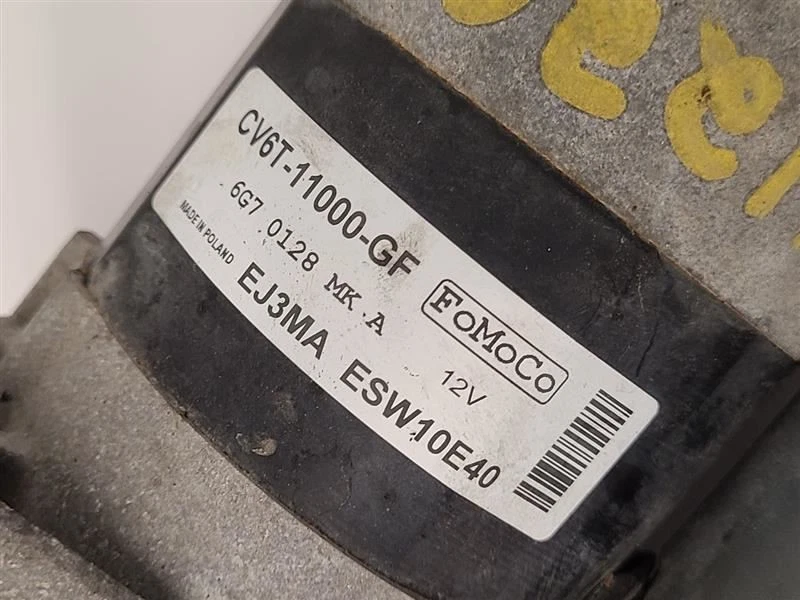 CV6T-11000-GF
6G7 0128 MK.A
MADE IN POLAND
FoMoCo
12V
EJ3MA ESW10E40